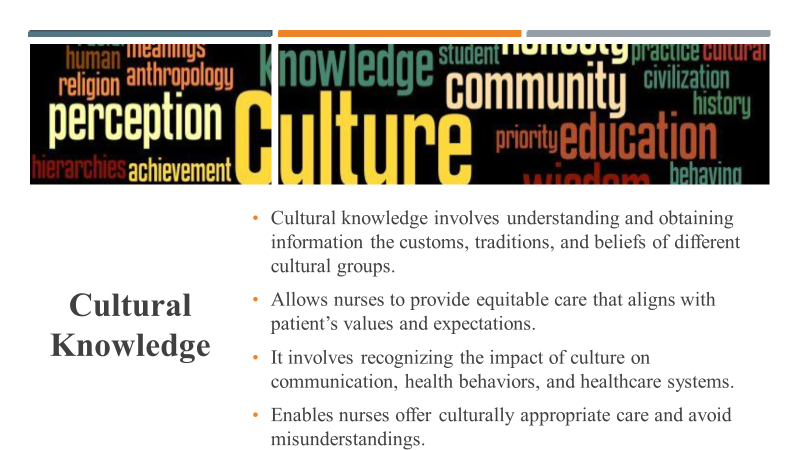 human meanings
religion anthropology
perception
hierarchies achievement
Culture
knowledge student honesty practice cultural
community civilization
history
priority education
wisdom behaving
• Cultural knowledge involves understanding and obtaining
information the customs, traditions, and beliefs of different
cultural groups.
Cultural
Knowledge
• Allows nurses to provide equitable care that aligns with
patient’s values and expectations.
• It involves recognizing the impact of culture on
communication, health behaviors, and healthcare systems.
• Enables nurses offer culturally appropriate care and avoid
misunderstandings.